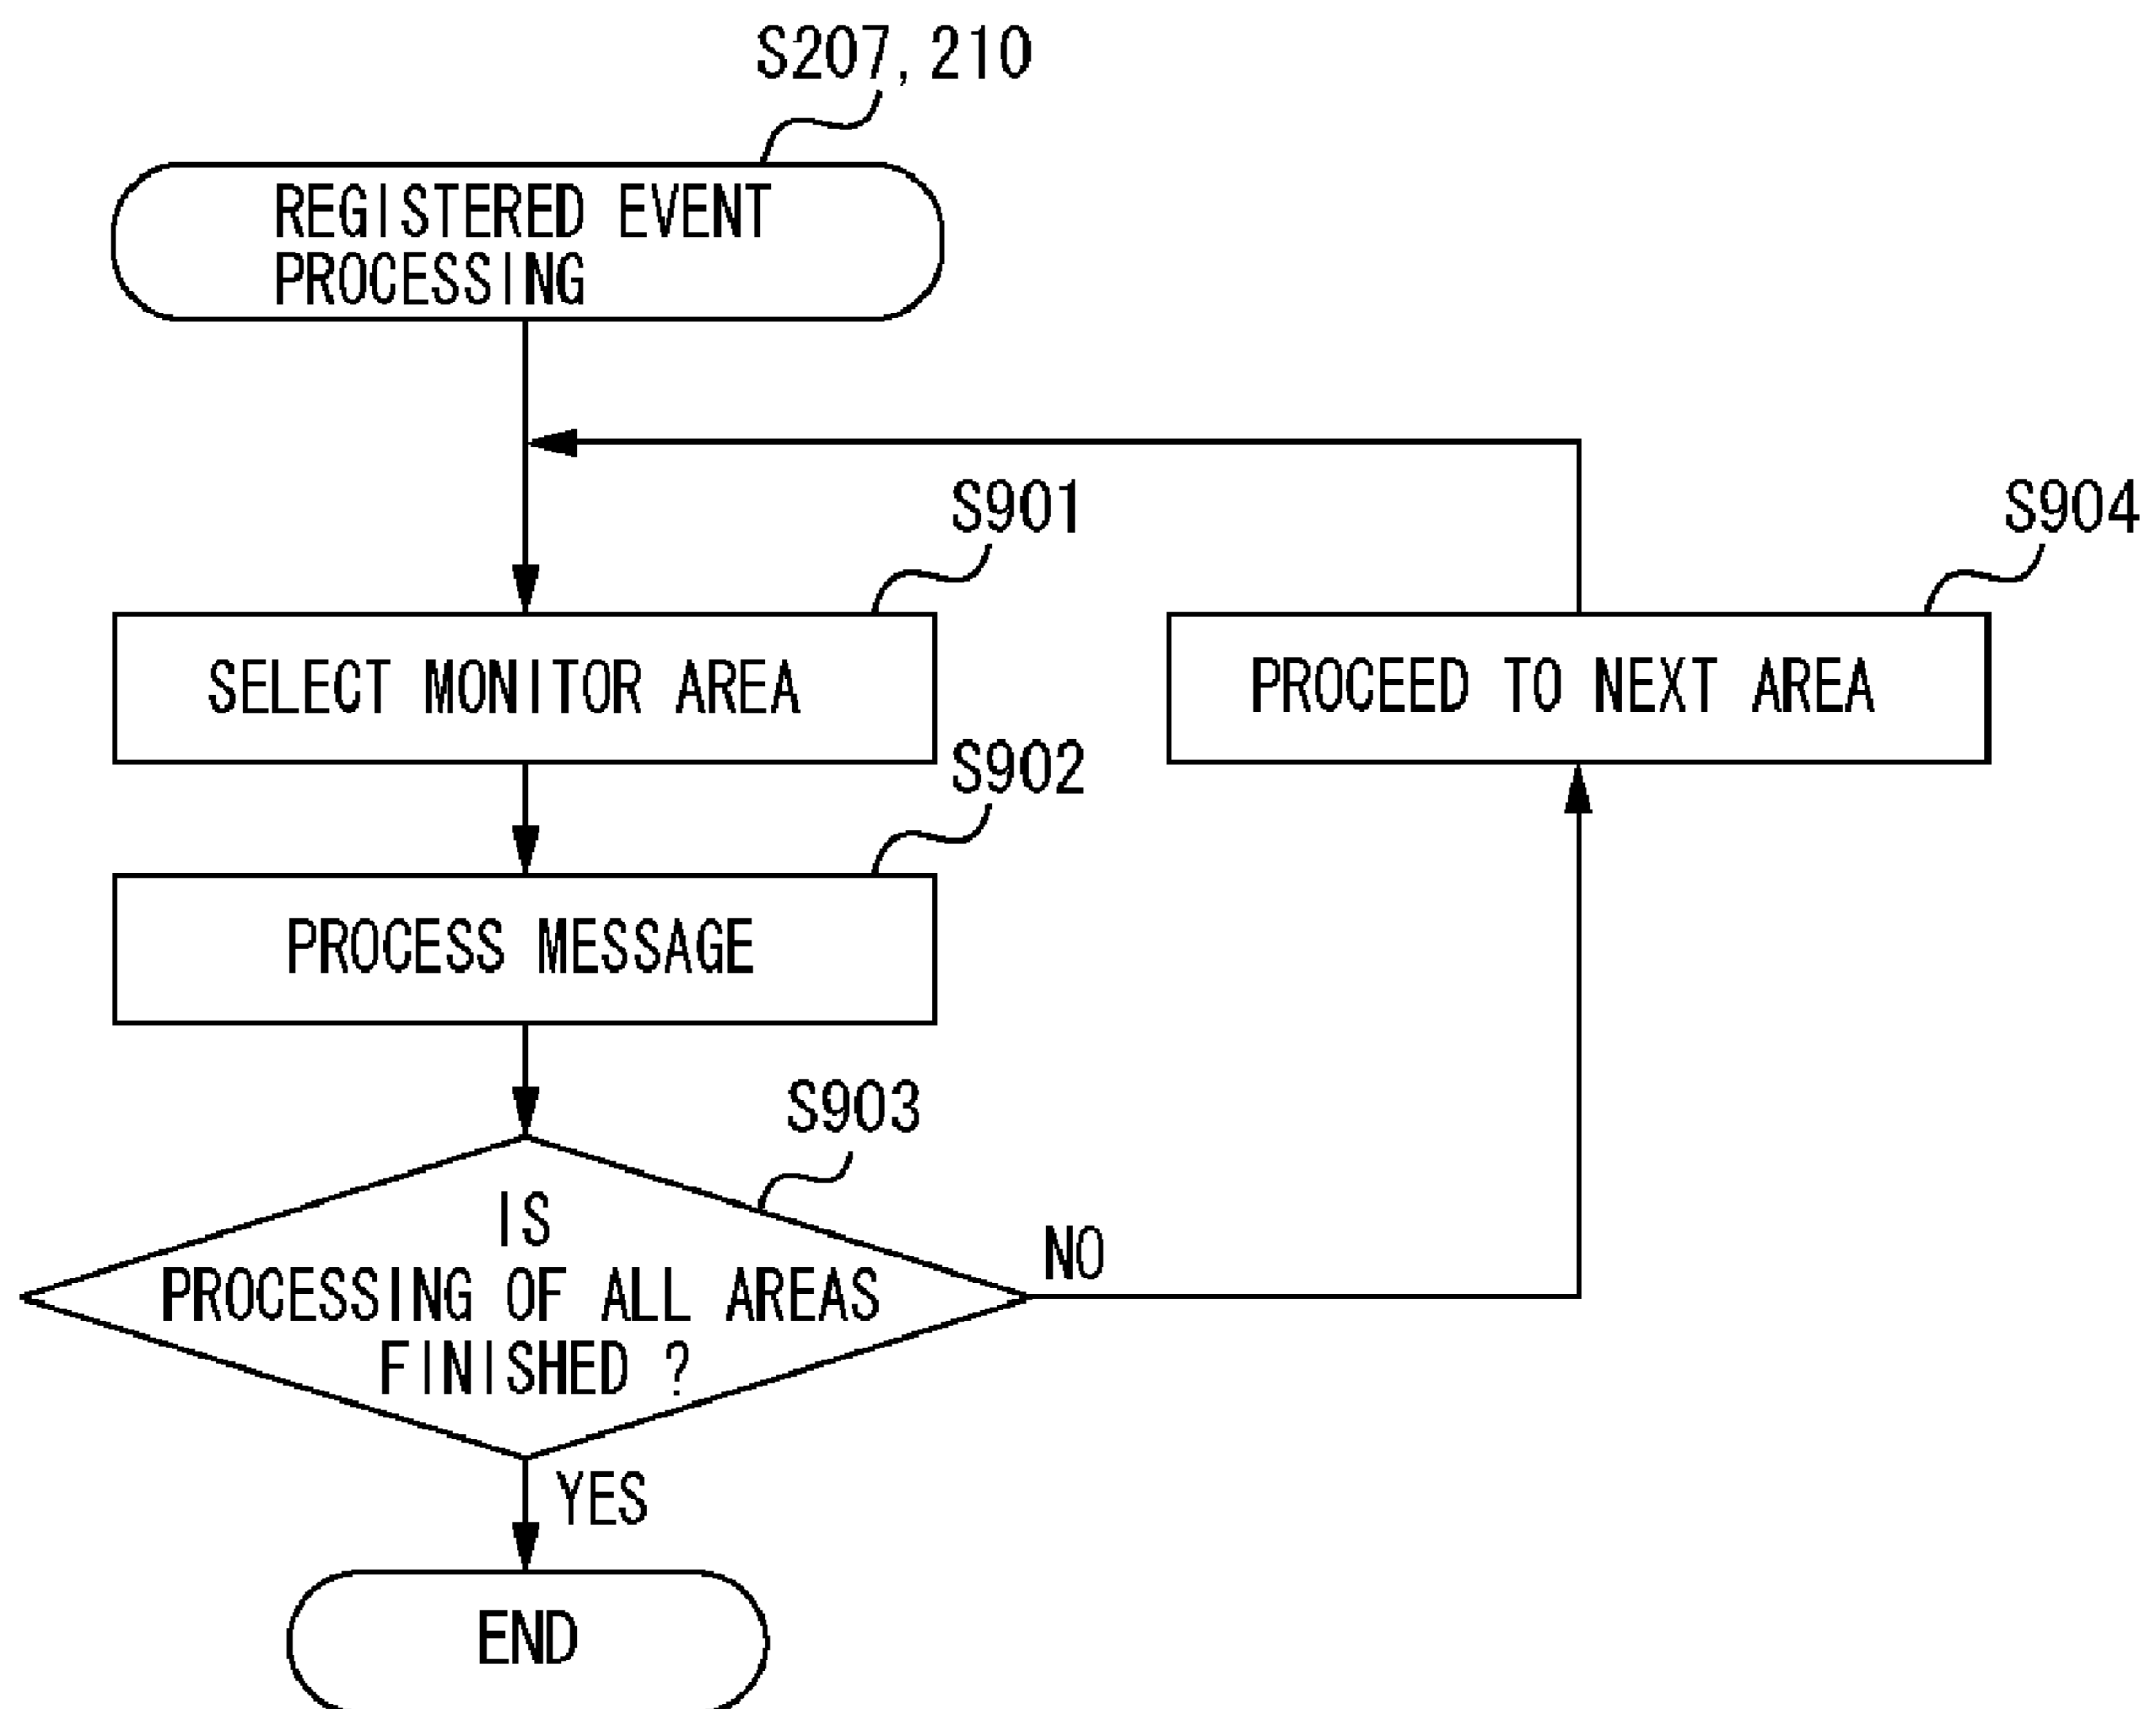 S207, 210
REGISTERED EVENT
PROCESSING
S901
SELECT MONITOR AREA
S904
PROCEED TO NEXT AREA
S902
PROCESS MESSAGE
S903
IS
PROCESSING OF ALL AREAS
FINISHED ?
NO
YES
END